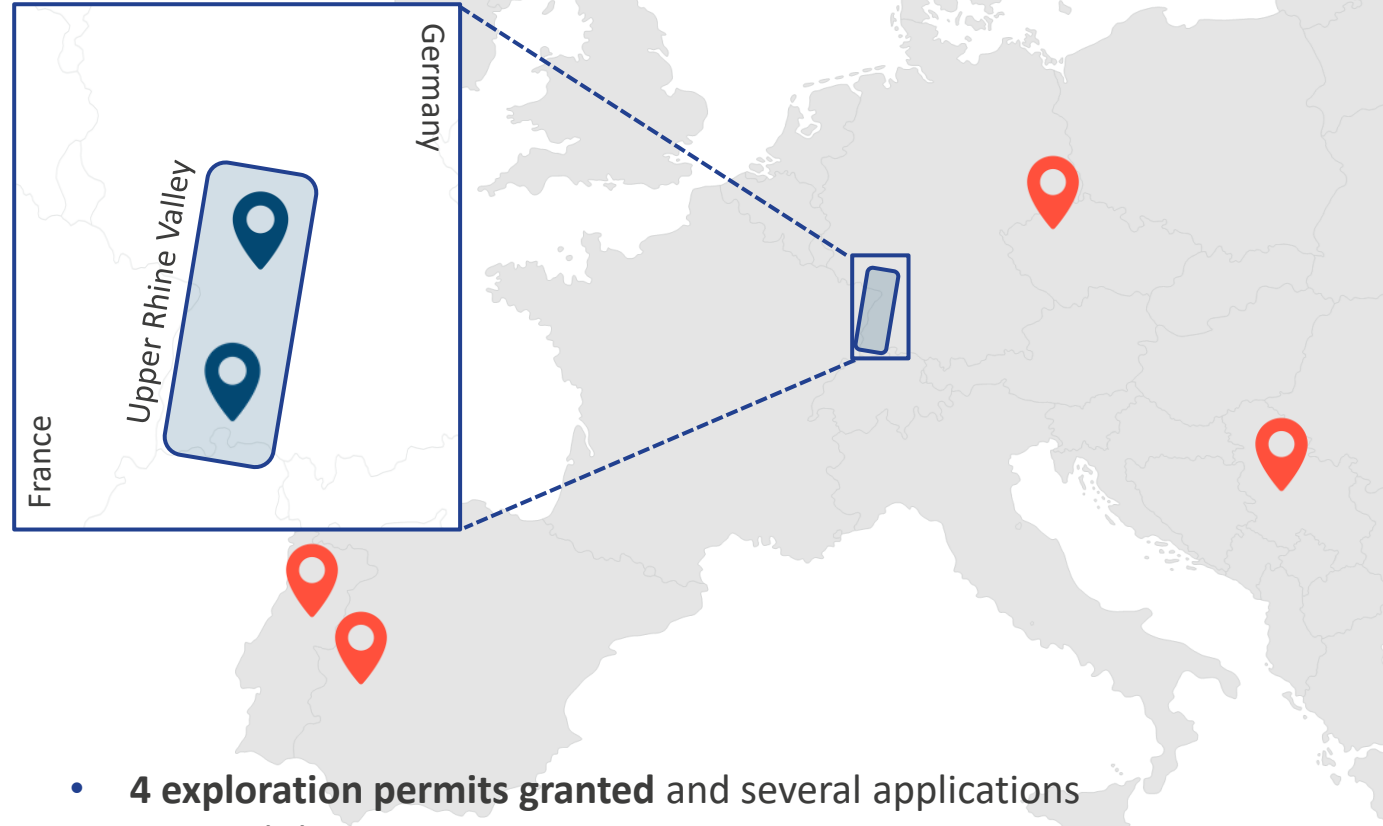 Germany
Upper Rhine Valley
France
• 4 exploration permits granted and several applications